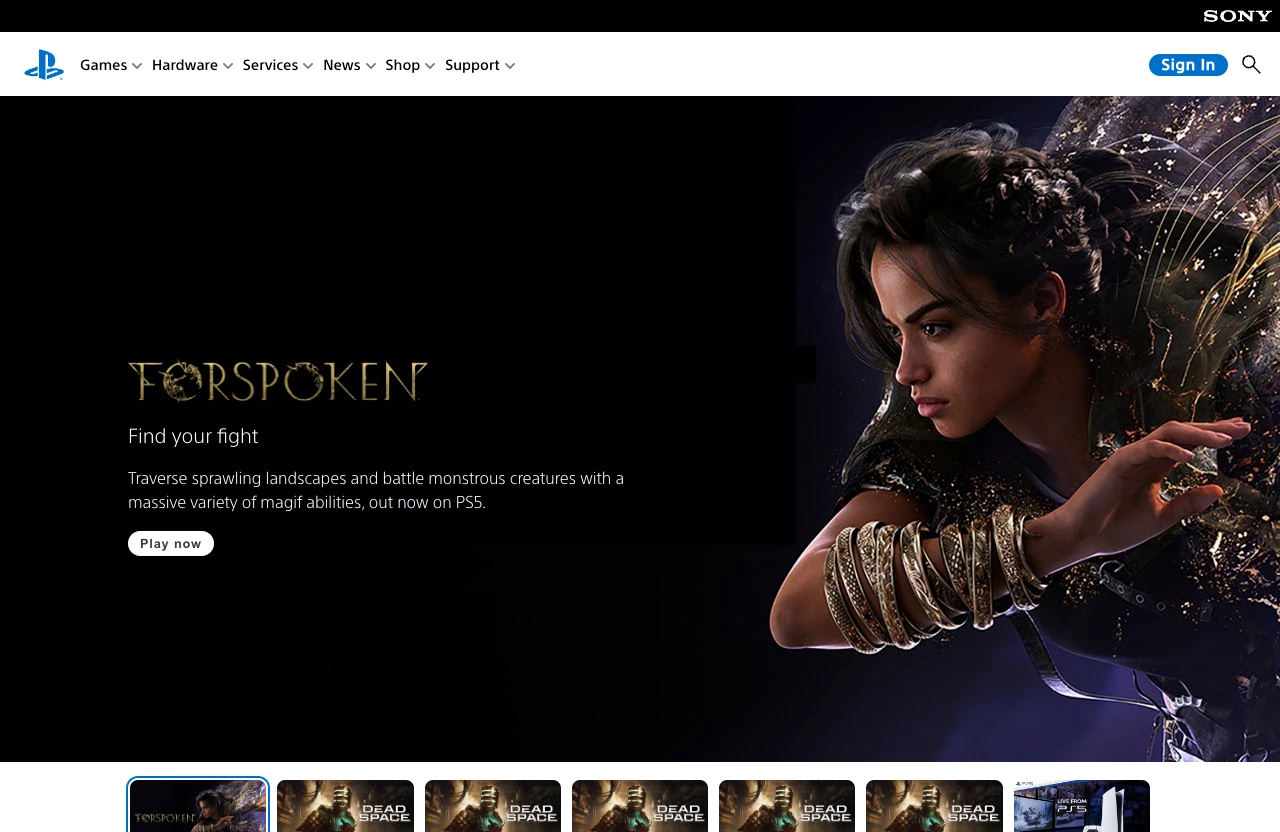 SONY
Games Hardware Services News Shop Support Sign In
FORSPOKEN
Find your fight
Traverse sprawling landscapes and battle monstrous creatures with a
massive variety of magif abilities, out now on PS5.
Play now
FORSPOKEN
DEAD SPACE
DEAD SPACE
DEAD SPACE
DEAD SPACE
DEAD SPACE
LIVE FROM
PS5